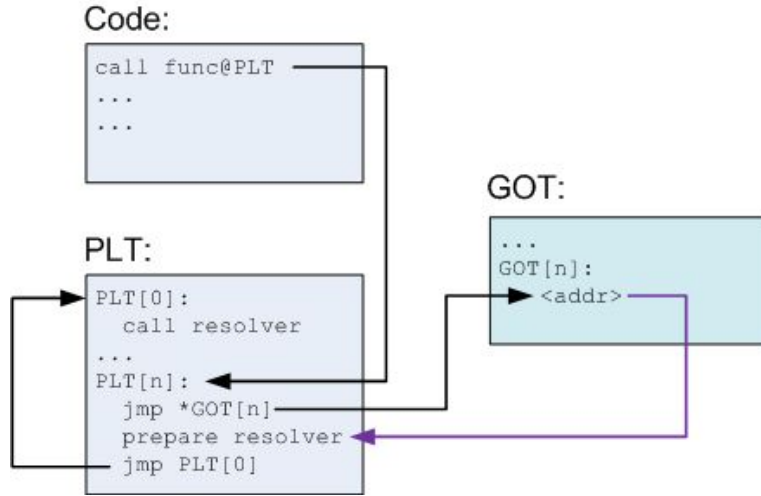 Code:
call func@PLT
...
...
PLT:
PLT[0]:
call resolver
...
PLT[n]:
jmp *GOT[n]
prepare resolver
jmp PLT[0]
GOT:
...
GOT[n]:
<addr>